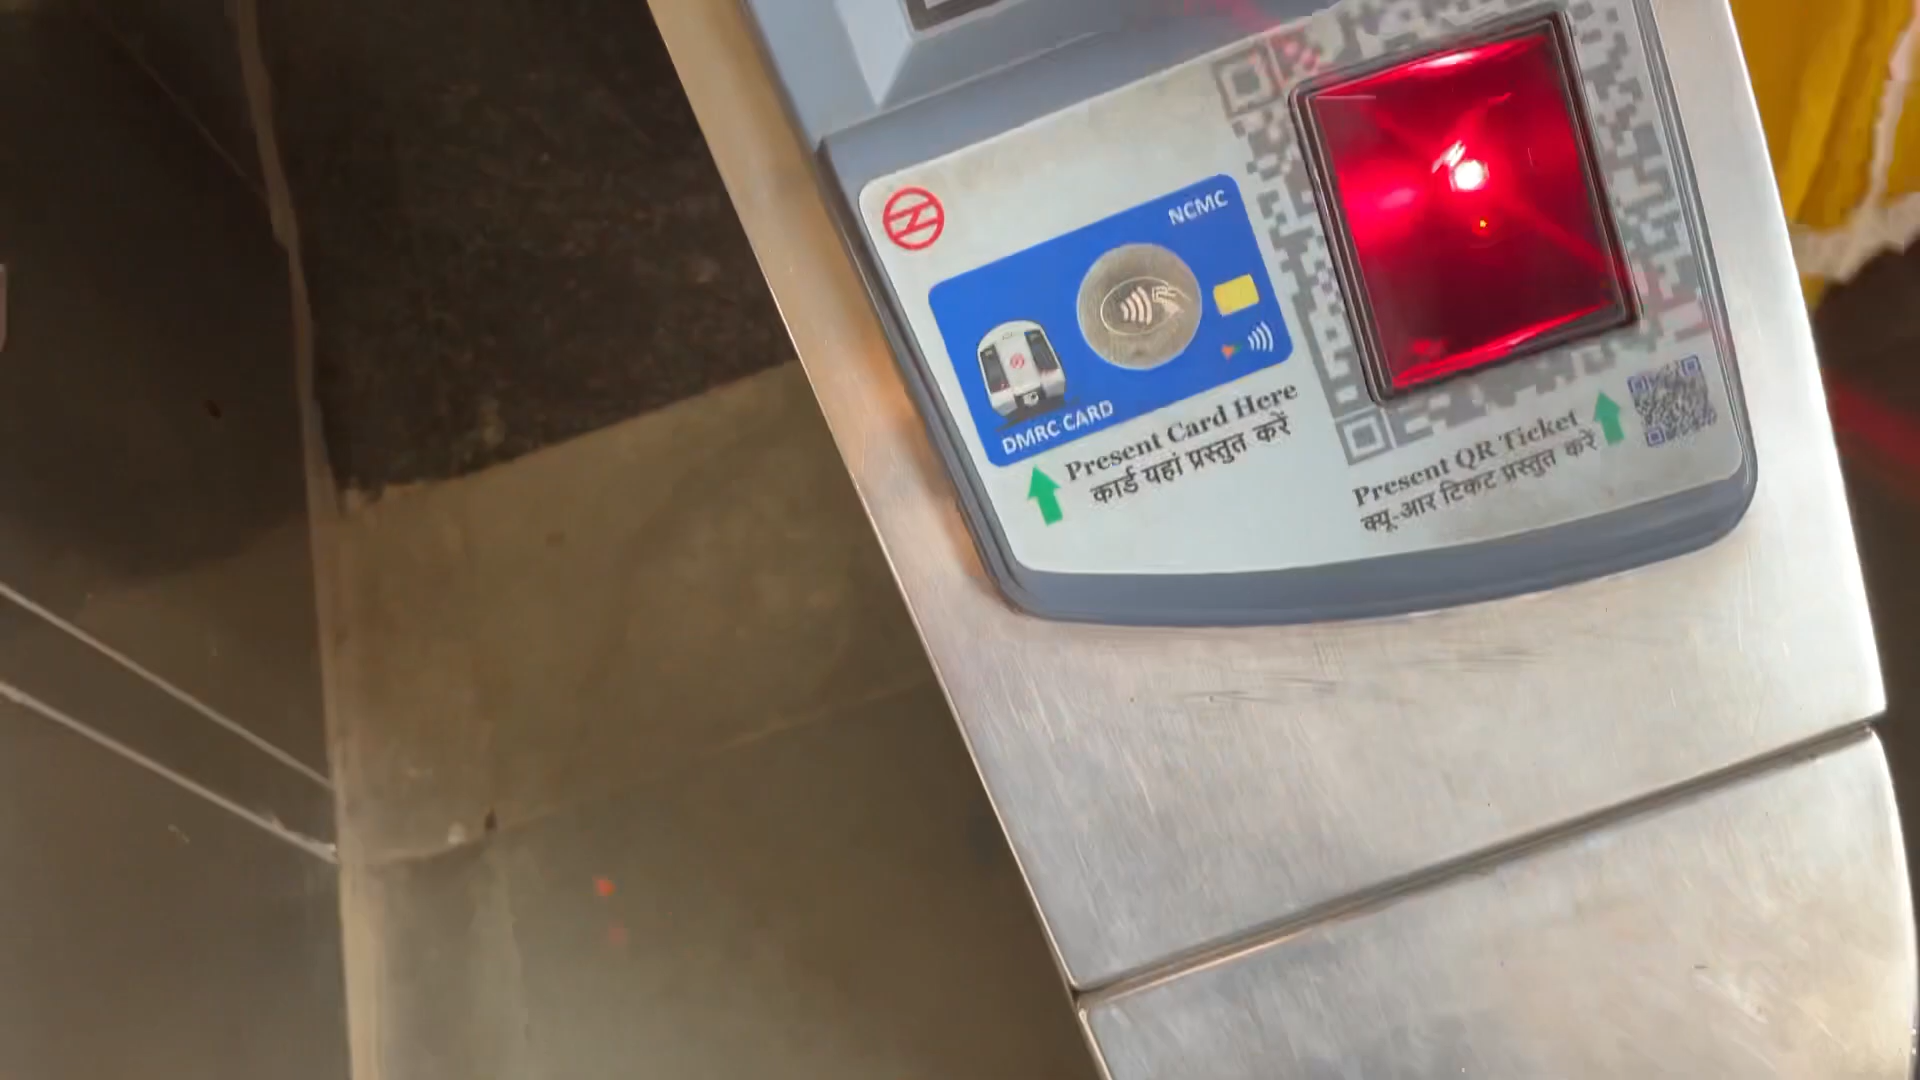 NCMC
DMRC CARD
Present Card Here
कार्ड यहां प्रस्तुत करें
Present QR Ticket
क्यू-आर टिकट प्रस्तुत करें